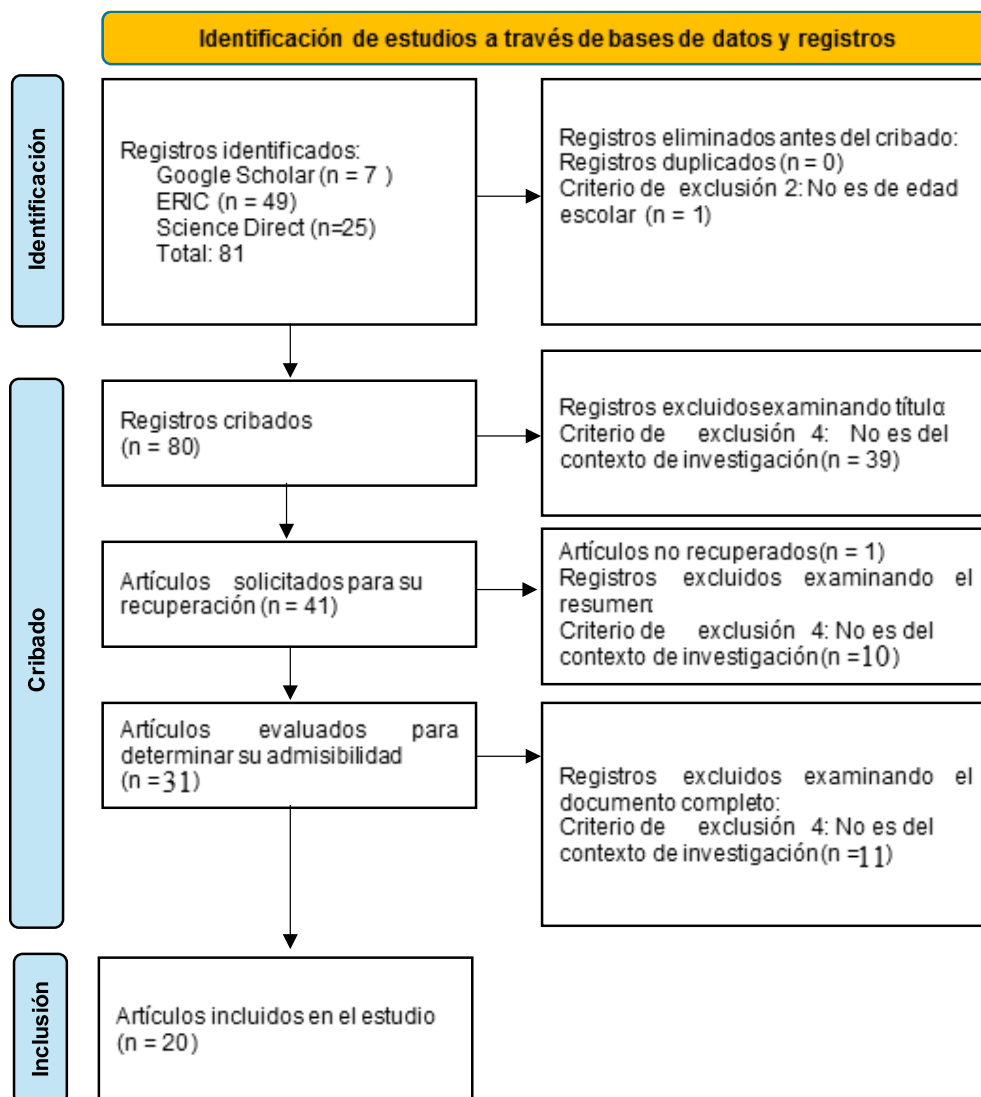 Identificación de estudios a través de bases de datos y registros
Identificación
Registros identificados:
Google Scholar (n = 7 )
ERIC (n = 49)
Science Direct (n=25)
Total: 81
Registros eliminados antes del cribado:
Registros duplicados (n = 0)
Criterio de exclusión 2: No es de edad
escolar (n = 1)
Cribado
Registros cribados
(n = 80)
Registros excluidos examinando título:
Criterio de exclusión 4: No es del
contexto de investigación (n = 39)
Artículos solicitados para su
recuperación (n = 41)
Artículos no recuperados (n = 1)
Registros excluidos examinando el
resumen:
Criterio de exclusión 4: No es del
contexto de investigación (n =10)
Artículos evaluados para
determinar su admisibilidad
(n =31)
Registros excluidos examinando el
documento completo:
Criterio de exclusión 4: No es del
contexto de investigación (n =11)
Inclusión
Artículos incluidos en el estudio
(n = 20)